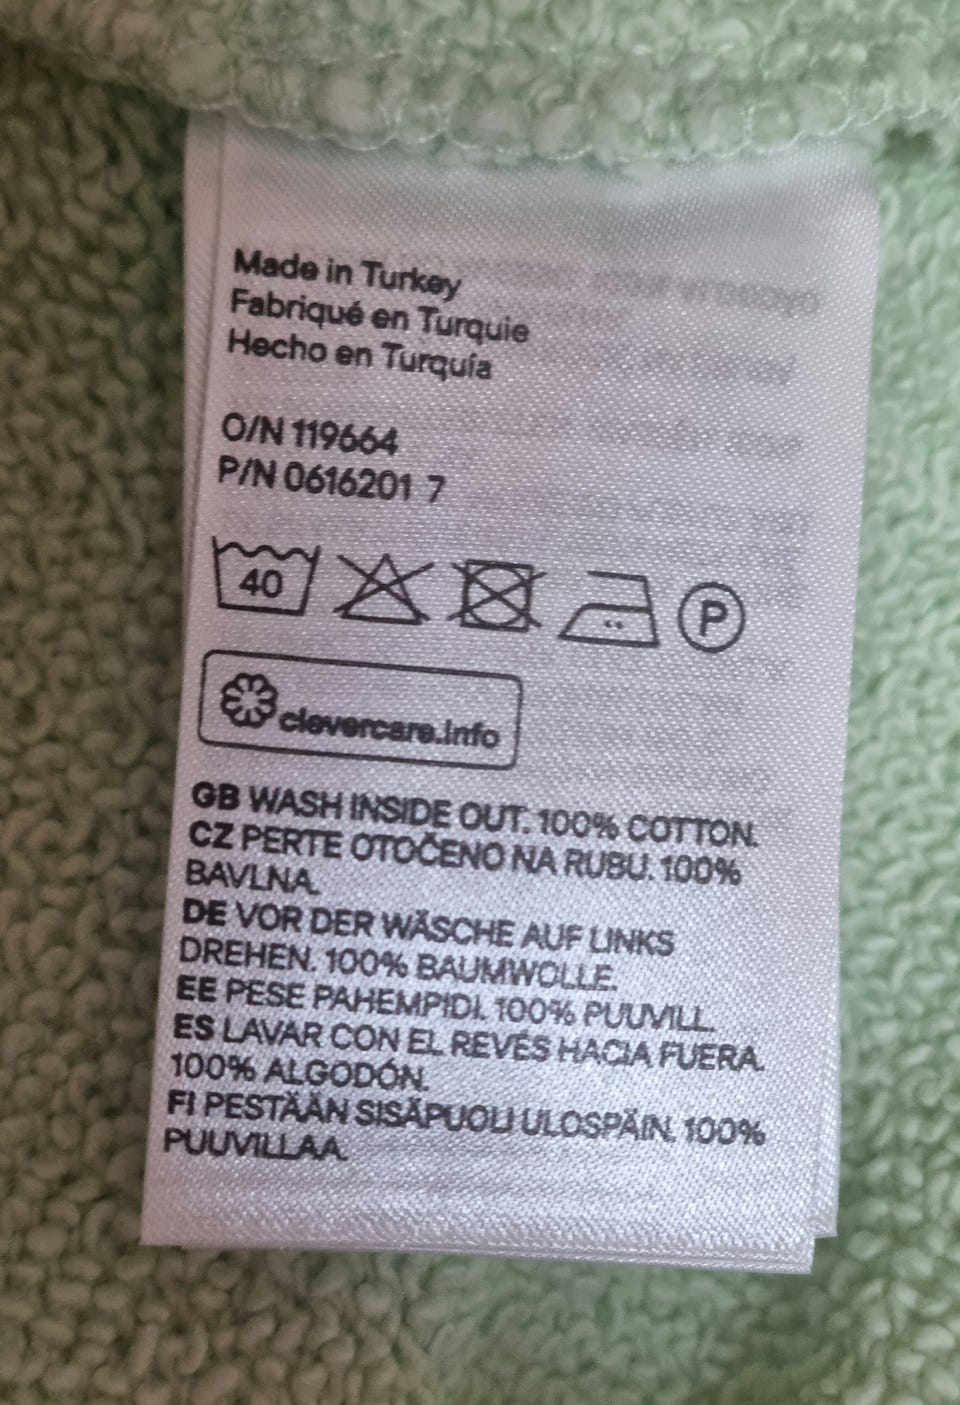 Made in Turkey
Fabriqué en Turquie
Hecho en Turquía
O/N 119664
P/N 0616201 7
40
P
clevercare.info
GB WASH INSIDE OUT. 100% COTTON.
CZ PERTE OTOČENO NA RUBU. 100%
BAVLNA.
DE VOR DER WÄSCHE AUF LINKS
DREHEN. 100% BAUMWOLLE.
EE PESE PAHEMPIDI. 100% PUUVILL.
ES LAVAR CON EL REVÉS HACIA FUERA.
100% ALGODÓN.
FI PESTÄÄN SISÄPUOLI ULOSPÄIN. 100%
PUUVILLAA.